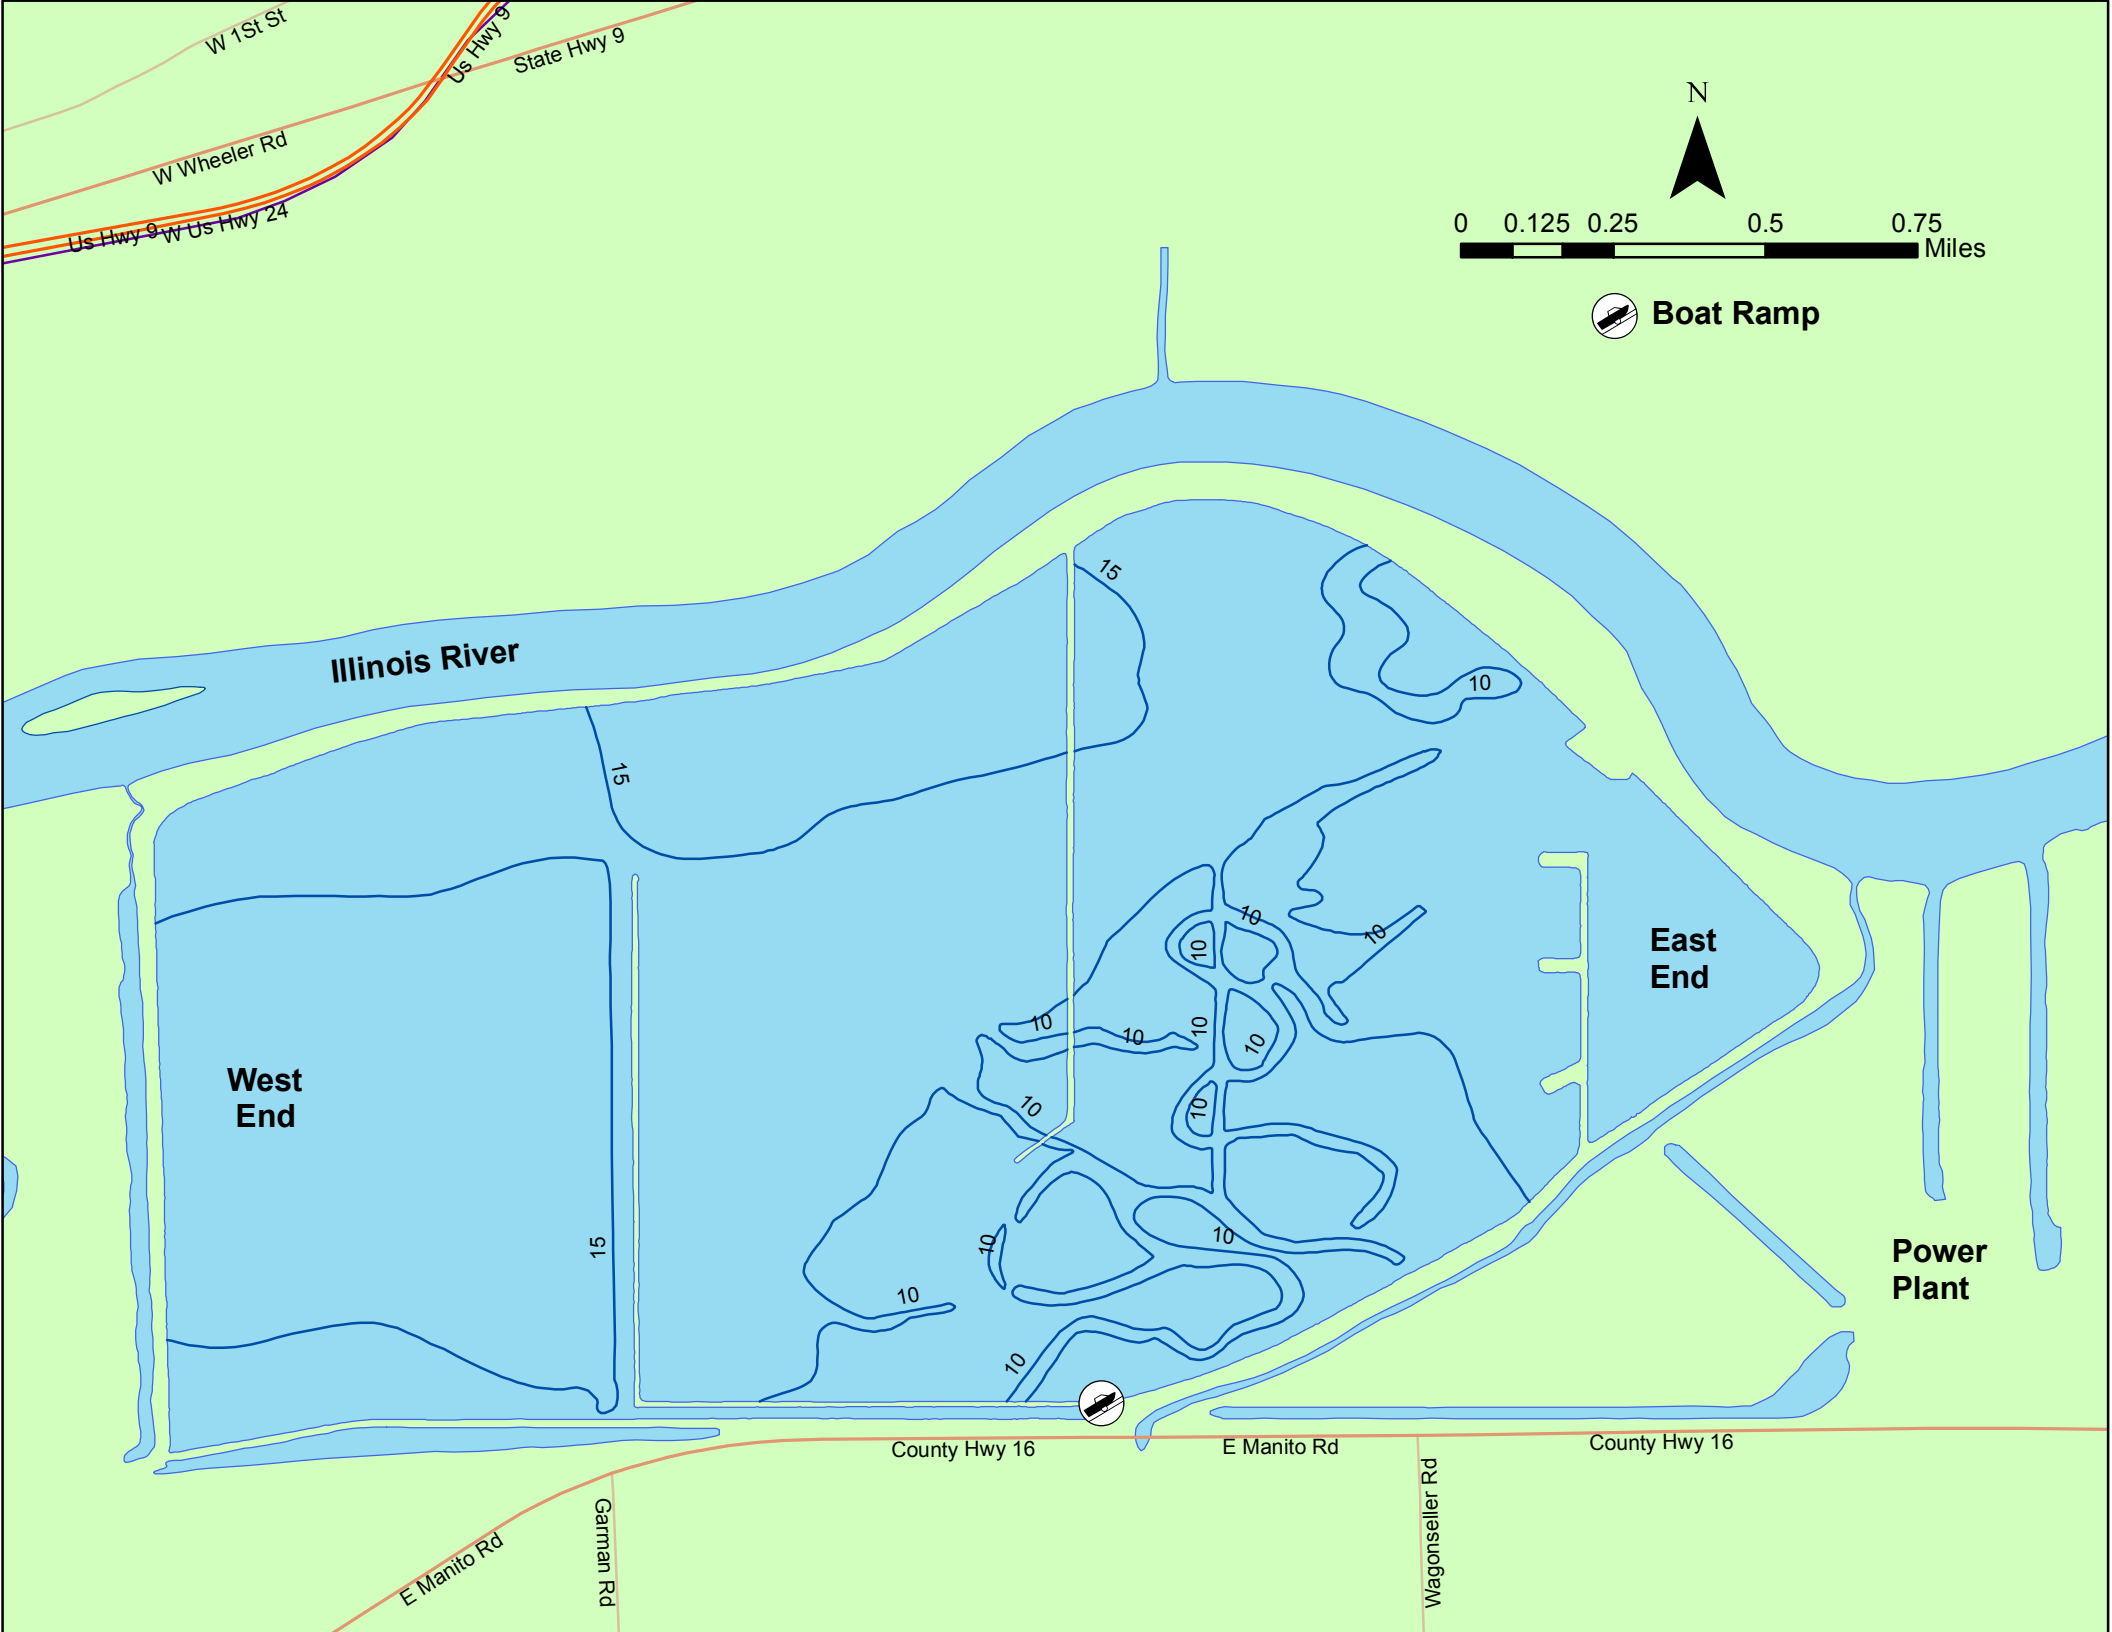 W 1St St
Us Hwy 9
State Hwy 9
W Wheeler Rd
Us Hwy 9
W Us Hwy 24
N
0 0.125 0.25 0.5 0.75
Miles
Boat Ramp
Illinois River
15
10
15
10
10
10
10
10
10
10
10
10
10
10
10
10
10
15
10
East
End
West
End
Power
Plant
County Hwy 16
E Manito Rd
County Hwy 16
E Manito Rd
Garman Rd
Wagonseller Rd